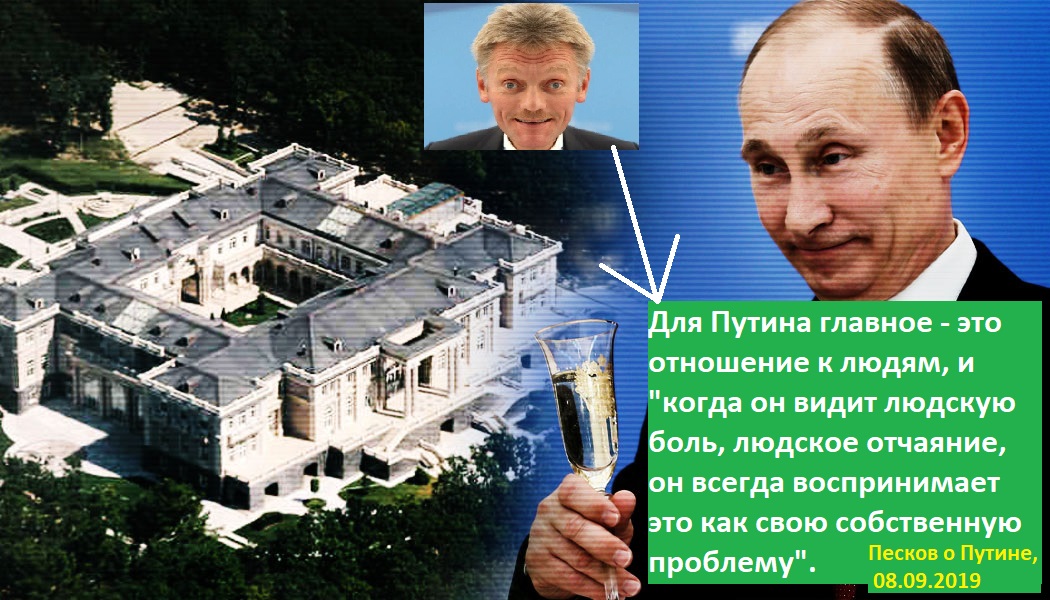 Для Путина главное - это
отношение к людям, и
"когда он видит людскую
боль, людское отчаяние,
он всегда воспринимает
это как свою собственную
проблему".
Песков о Путине,
08.09.2019